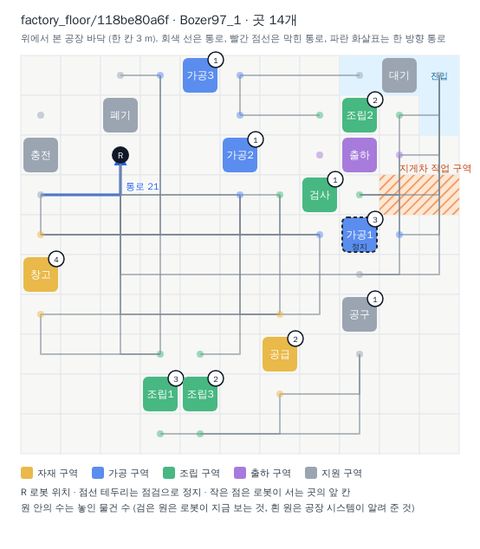 factory_floor/118be80a6f · Bozer97_1 · 곳 14개
위에서 본 공장 바닥 (한 칸 3 m). 회색 선은 통로, 빨간 점선은 막힌 통로, 파란 화살표는 한 방향 통로
1
가공3
대기
진입
폐기
2
조립2
충전
R
1
가공2
출하
지게차 작업 구역
통로 21
1
검사
3
가공1
정지
4
창고
1
공구
2
공급
3
조립1
2
조립3
자재 구역
가공 구역
조립 구역
출하 구역
지원 구역
R 로봇 위치 · 점선 테두리는 점검으로 정지 · 작은 점은 로봇이 서는 곳의 앞 칸
원 안의 수는 놓인 물건 수 (검은 원은 로봇이 지금 보는 것, 흰 원은 공장 시스템이 알려 준 것)